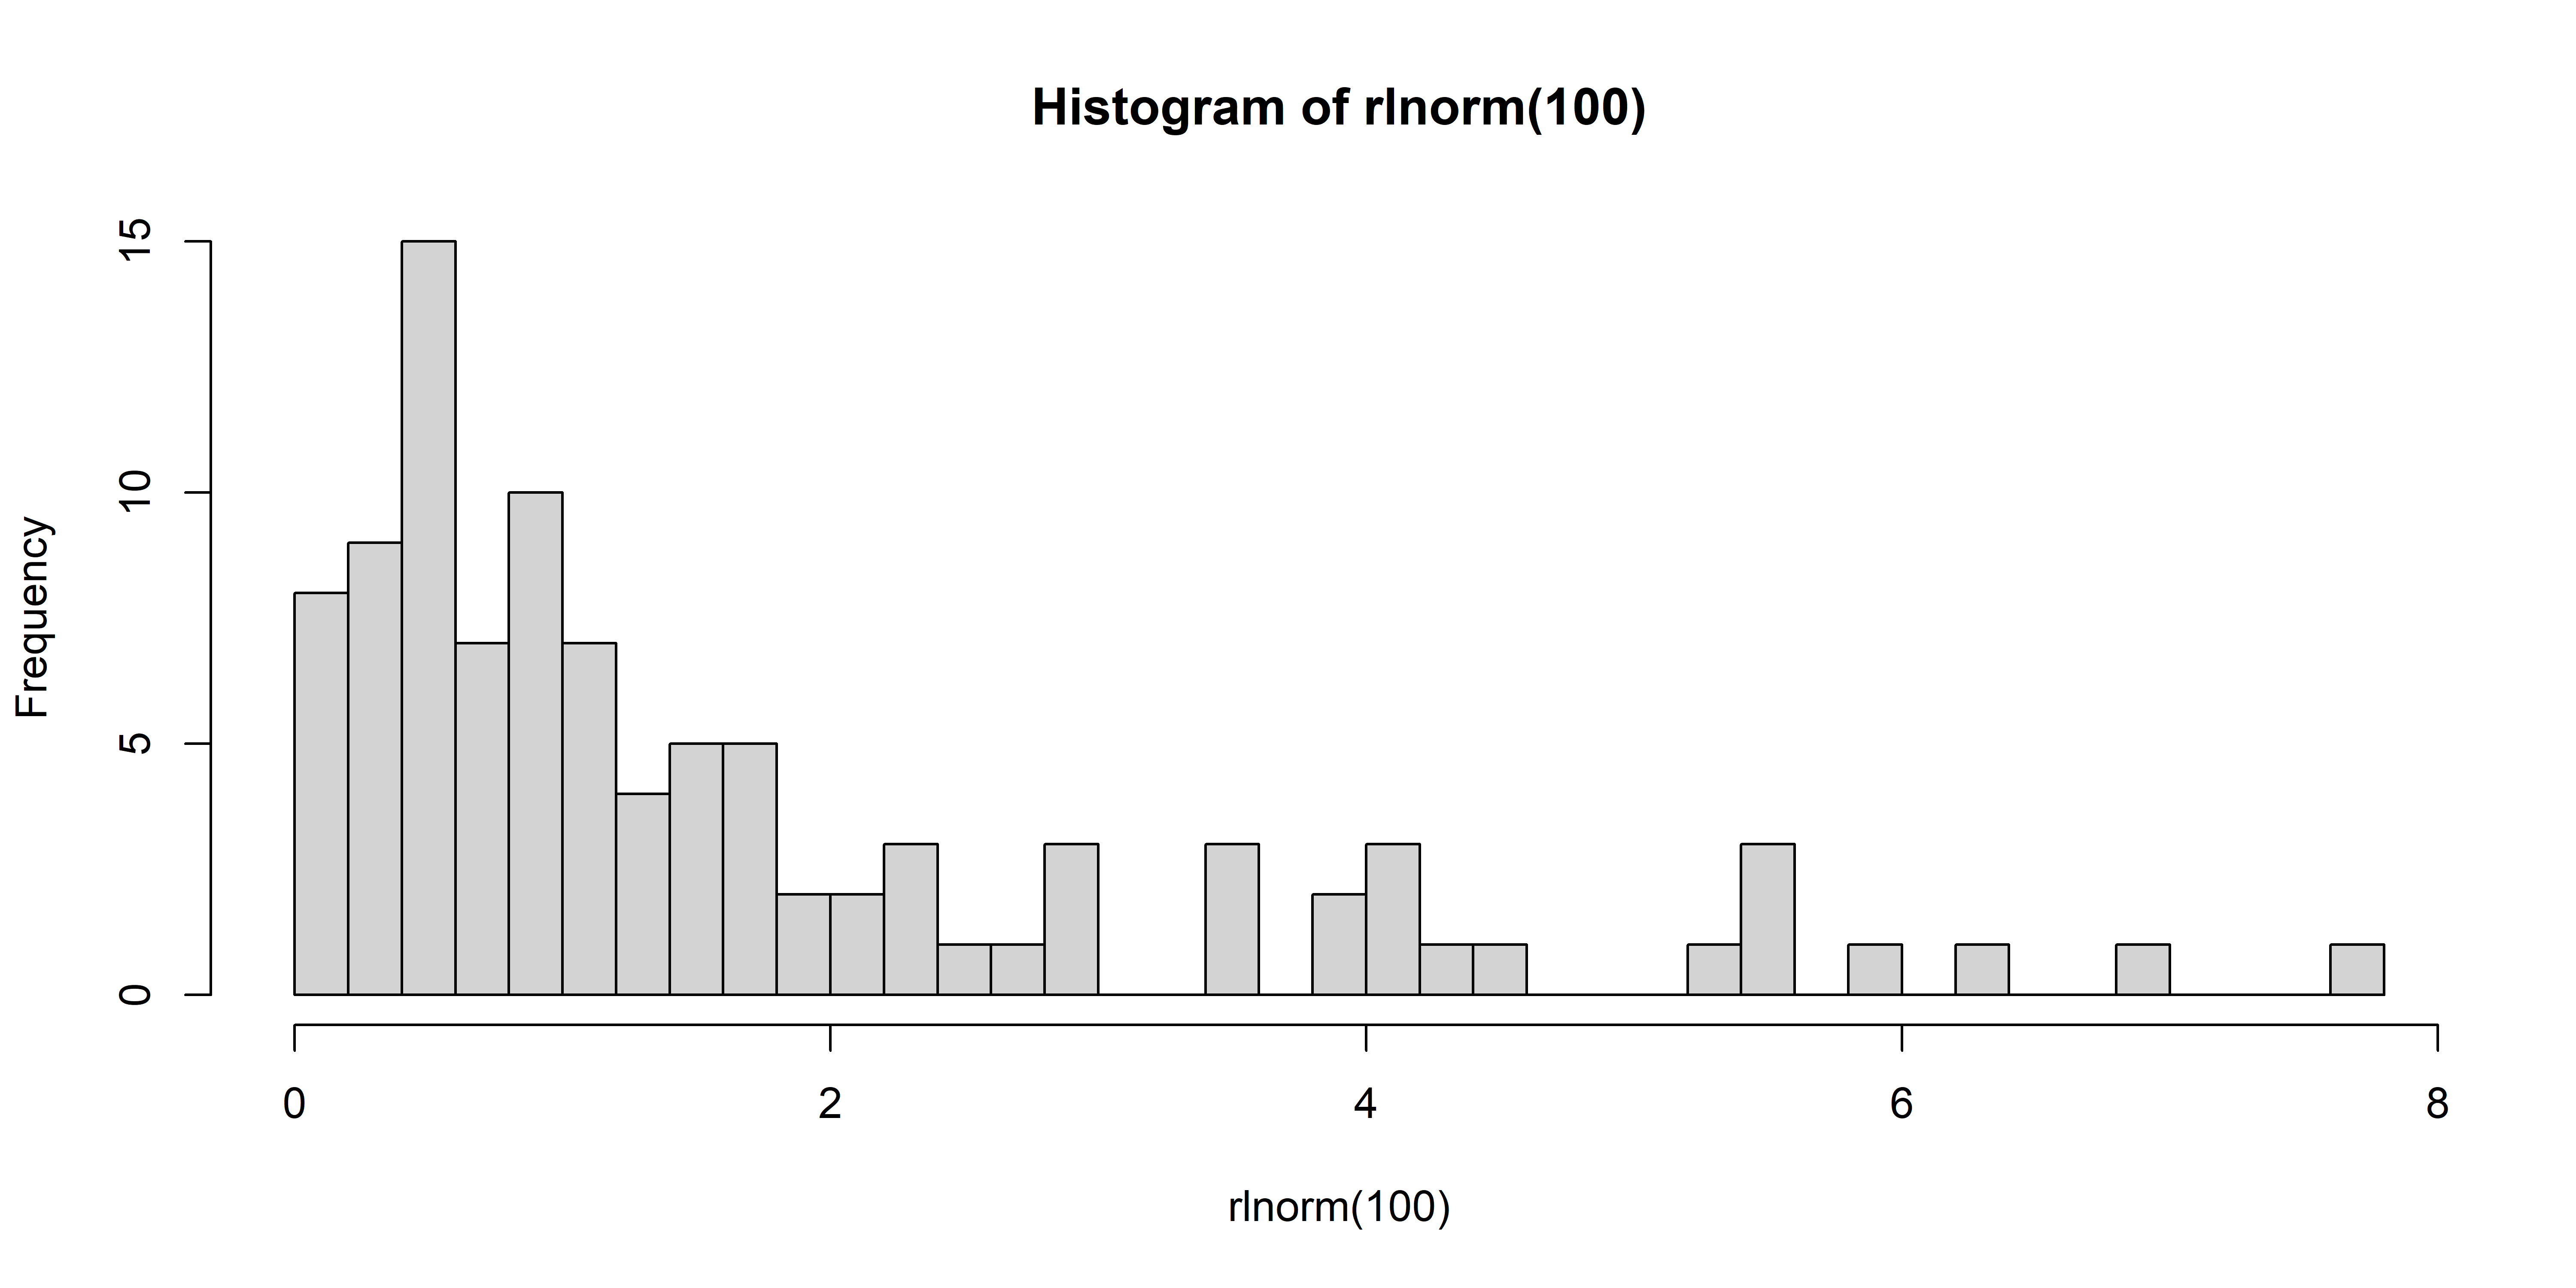 Histogram of rlnorm(100)
Frequency
15
10
5
0
0 2 4 6 8
rlnorm(100)